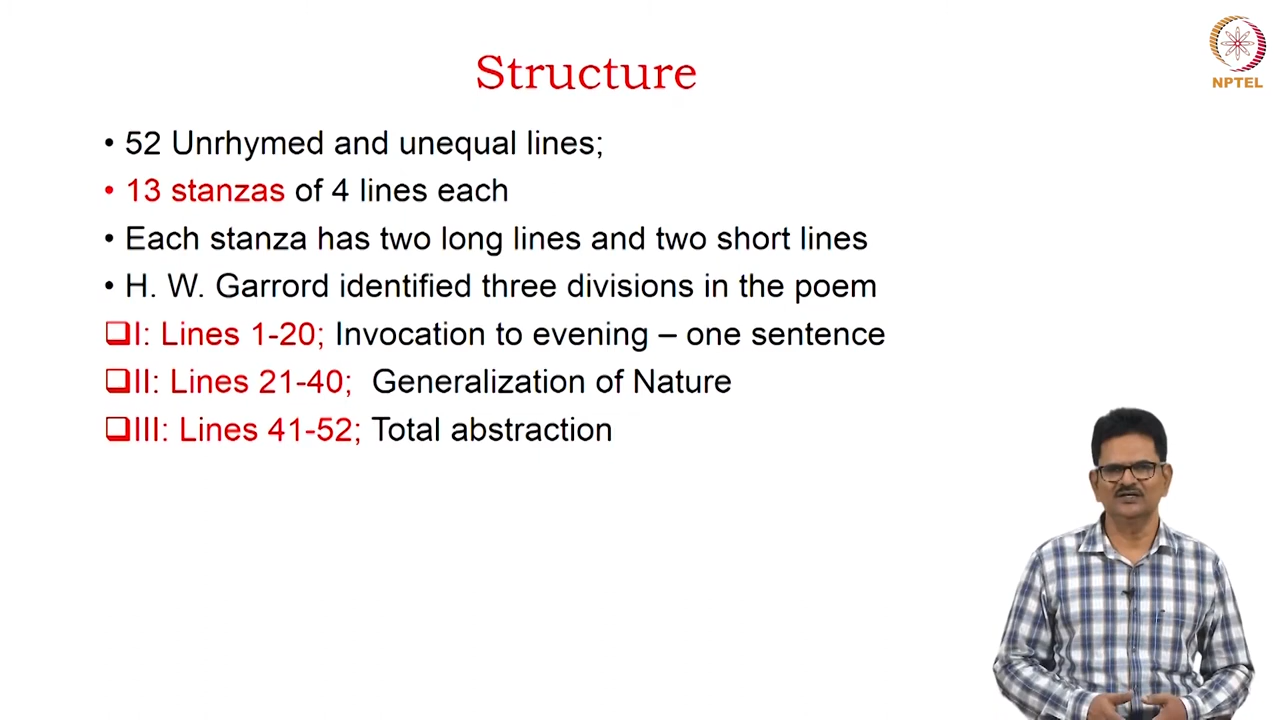 Structure
NPTEL
• 52 Unrhymed and unequal lines;
• 13 stanzas of 4 lines each
• Each stanza has two long lines and two short lines
• H. W. Garrord identified three divisions in the poem
❑I: Lines 1-20; Invocation to evening – one sentence
❑II: Lines 21-40; Generalization of Nature
❑III: Lines 41-52; Total abstraction